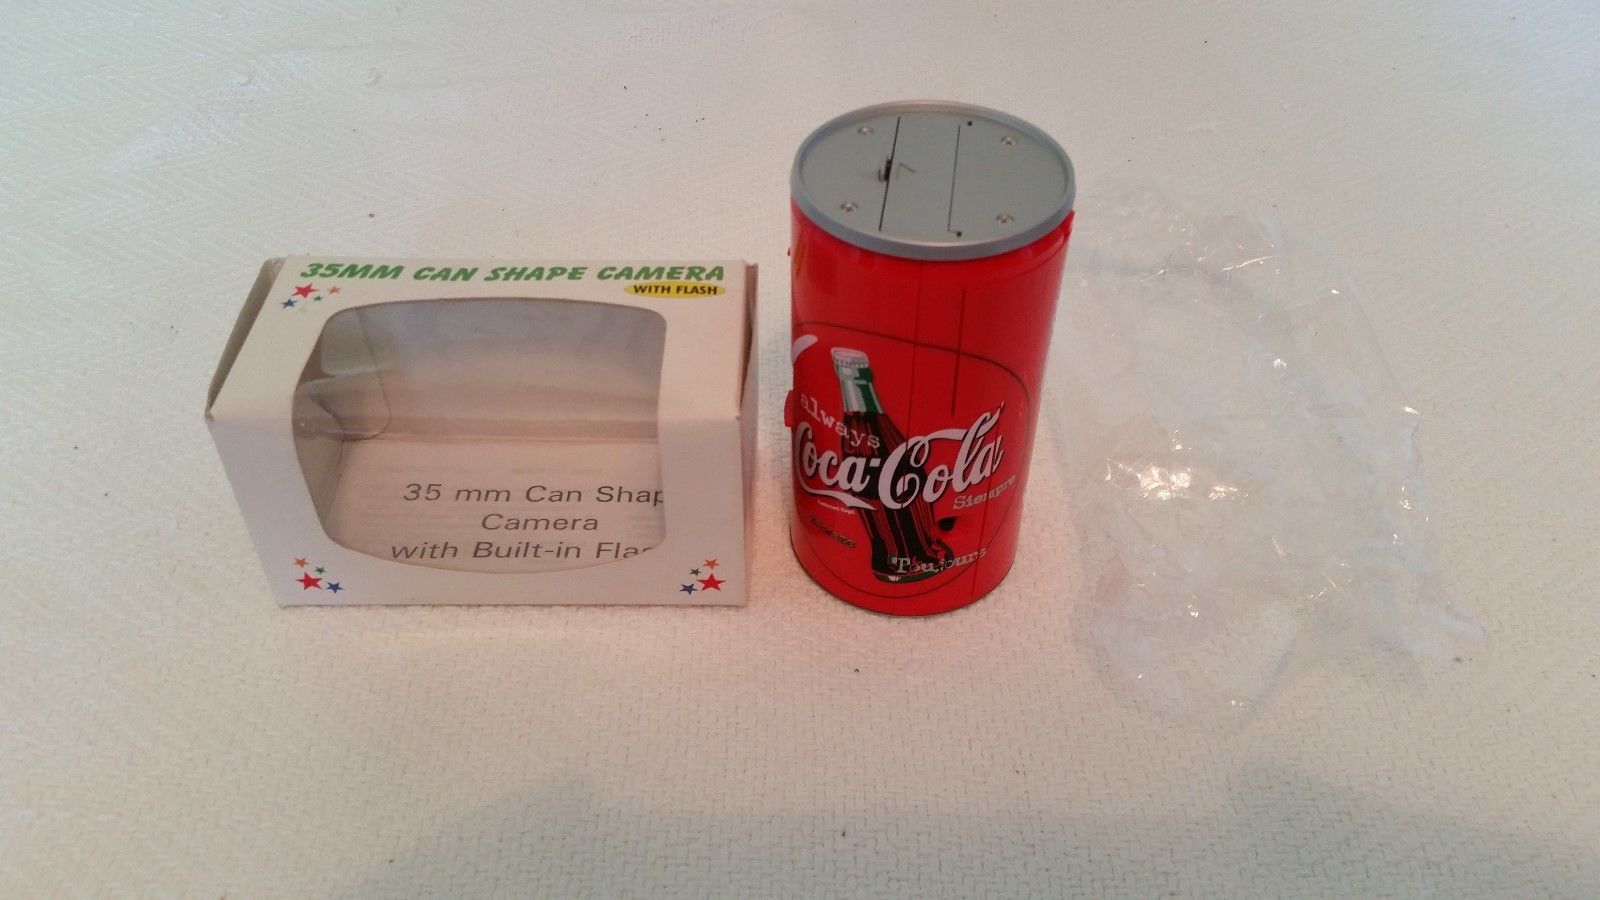 35MM CAN SHAPE CAMERA
WITH FLASH
35 mm Can Shap
Camera
with Built-in Fla
always
Coca-Cola
Siempre
Toujours